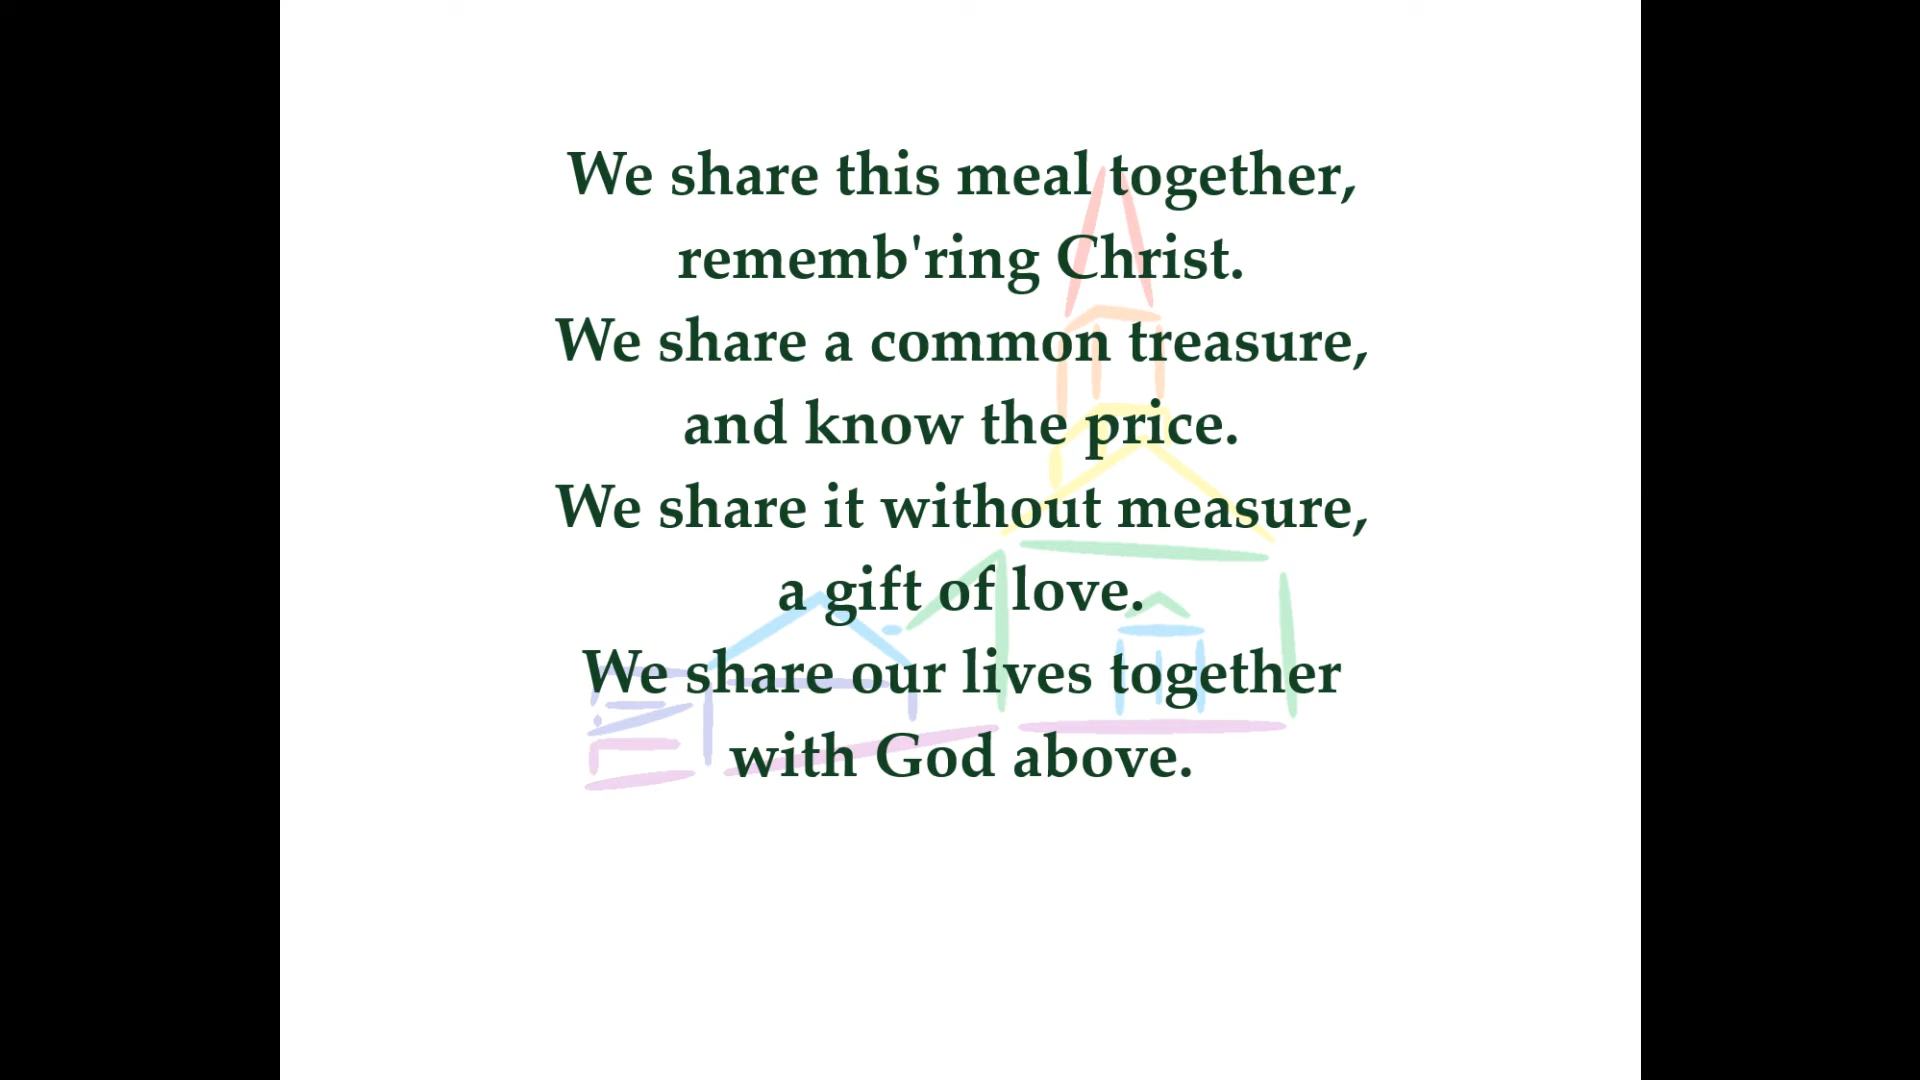 We share this meal together,
rememb'ring Christ.
We share a common treasure,
and know the price.
We share it without measure,
a gift of love.
We share our lives together
with God above.